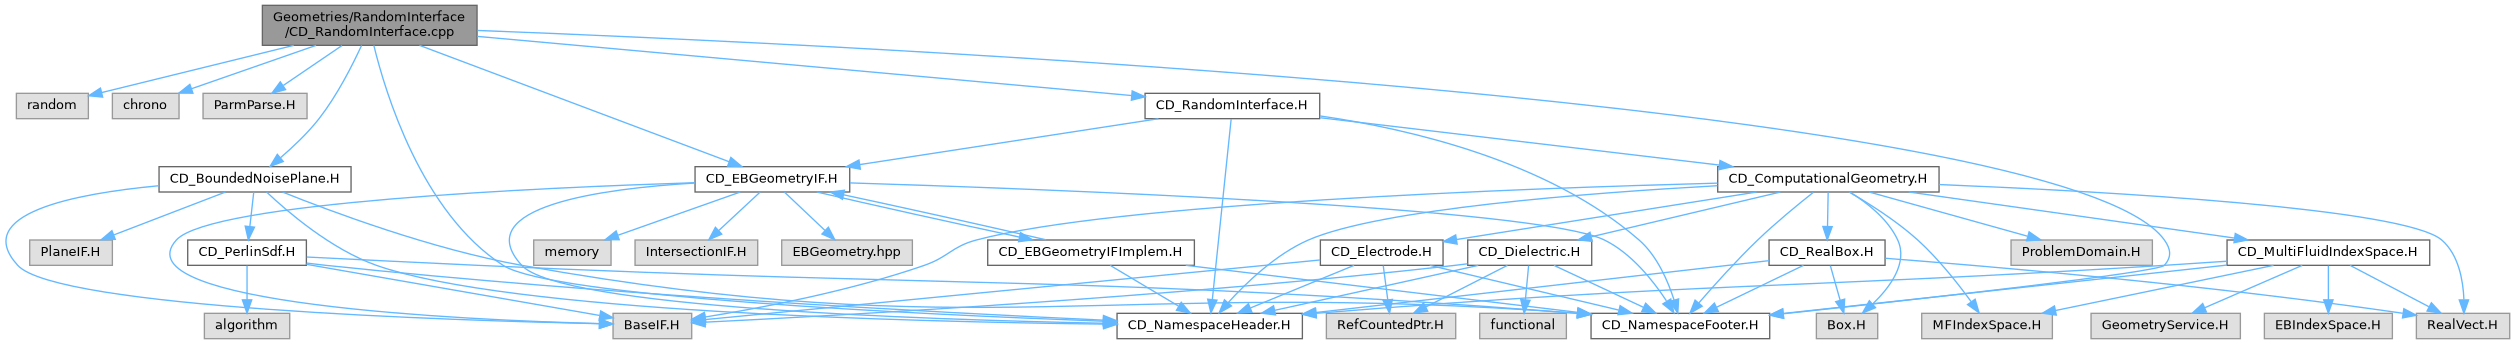 Geometries/RandomInterface
/CD_RandomInterface.cpp
random
chrono
ParmParse.H
CD_RandomInterface.H
CD_BoundedNoisePlane.H
CD_EBGeometryIF.H
CD_ComputationalGeometry.H
PlaneIF.H
CD_PerlinSdf.H
memory
IntersectionIF.H
EBGeometry.hpp
CD_EBGeometryIFImplem.H
CD_Electrode.H
CD_Dielectric.H
CD_RealBox.H
ProblemDomain.H
CD_MultiFluidIndexSpace.H
algorithm
BaseIF.H
CD_NamespaceHeader.H
RefCountedPtr.H
functional
CD_NamespaceFooter.H
Box.H
MFIndexSpace.H
GeometryService.H
EBIndexSpace.H
RealVect.H